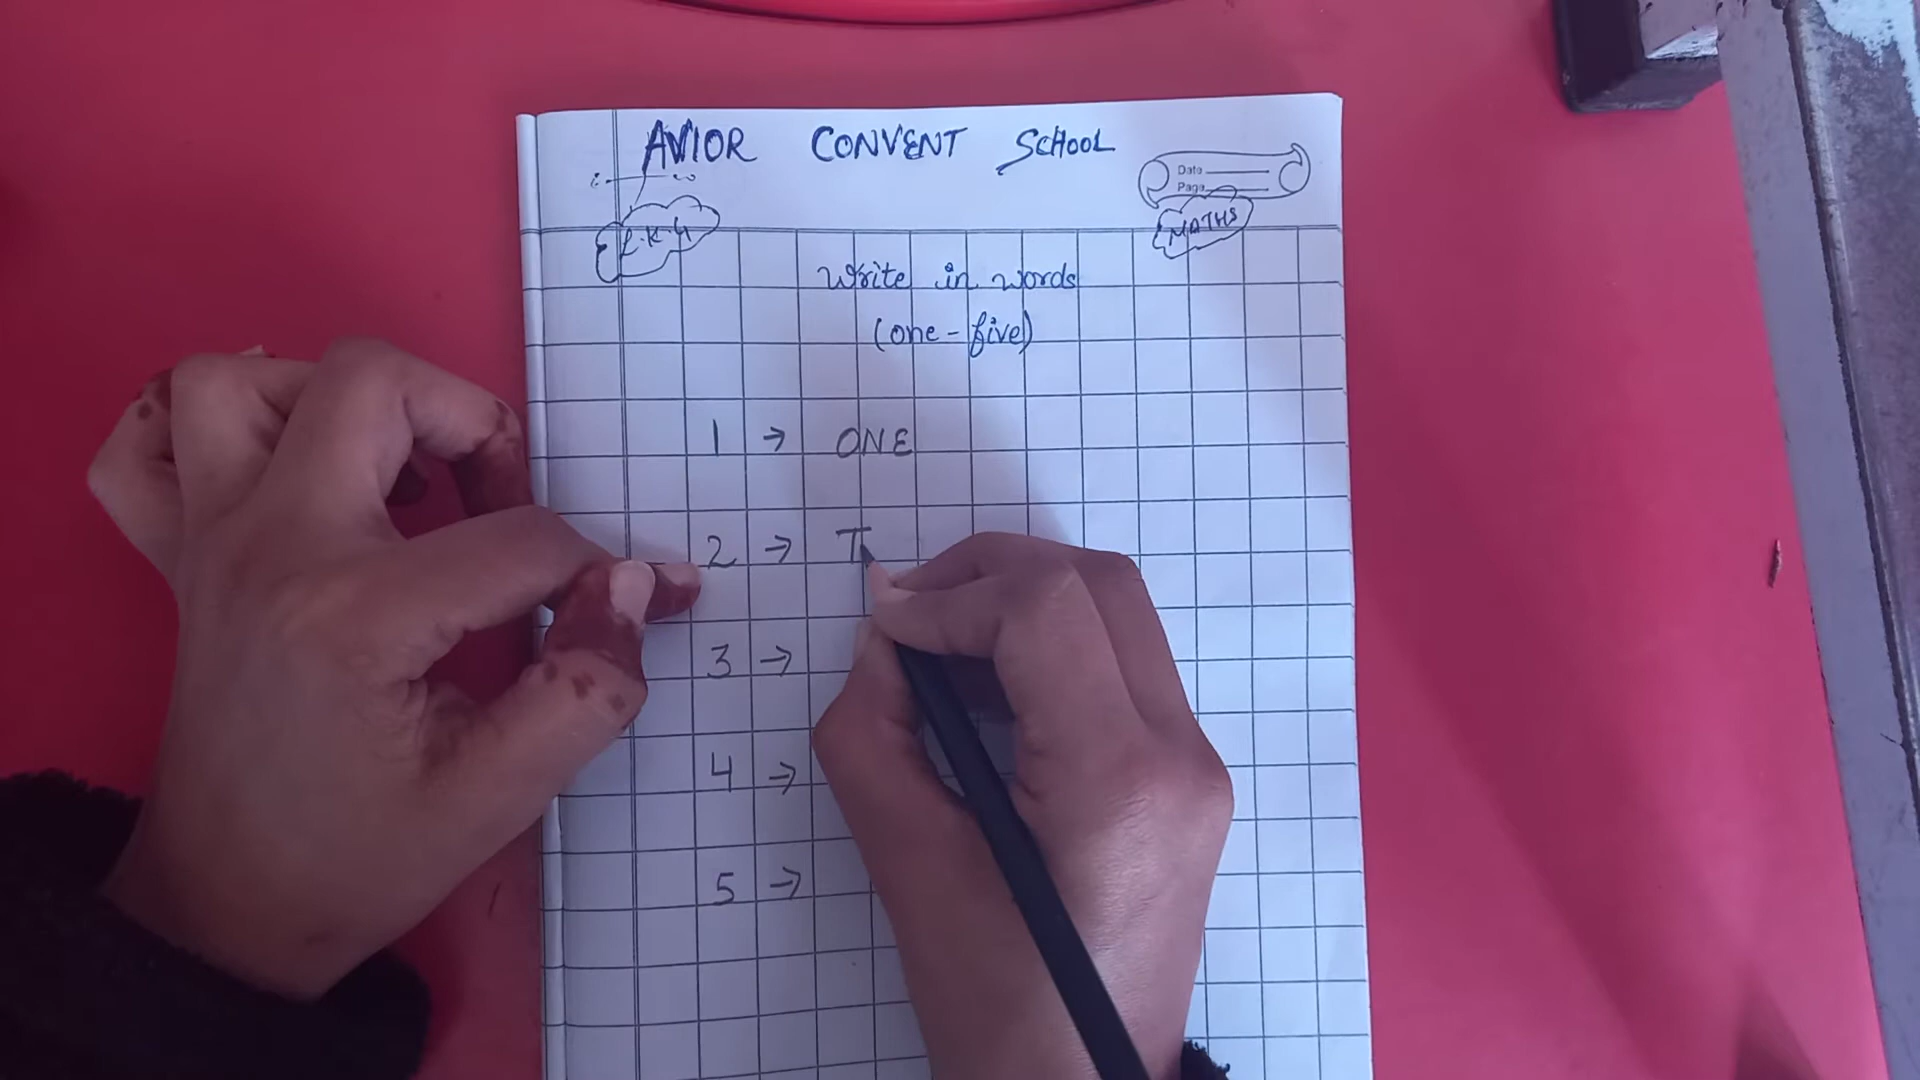 AVIOR CONVENT SCHOOL
Date
Page
L.K.G
MATHS
Write in words
(one - five)
1 → ONE
2 → T
3 →
4 →
5 →